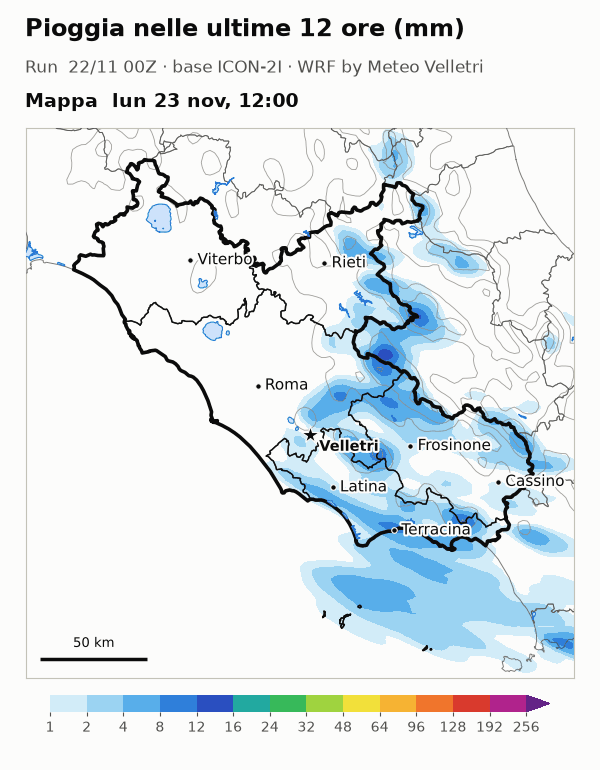 Pioggia nelle ultime 12 ore (mm)
Run  22/11 00Z · base ICON-2I · WRF by Meteo Velletri
Mappa  lun 23 nov, 12:00
Viterbo
Rieti
Roma
Velletri
Frosinone
Latina
Cassino
Terracina
50 km
1 2 4 8 12 16 24 32 48 64 96 128 192 256